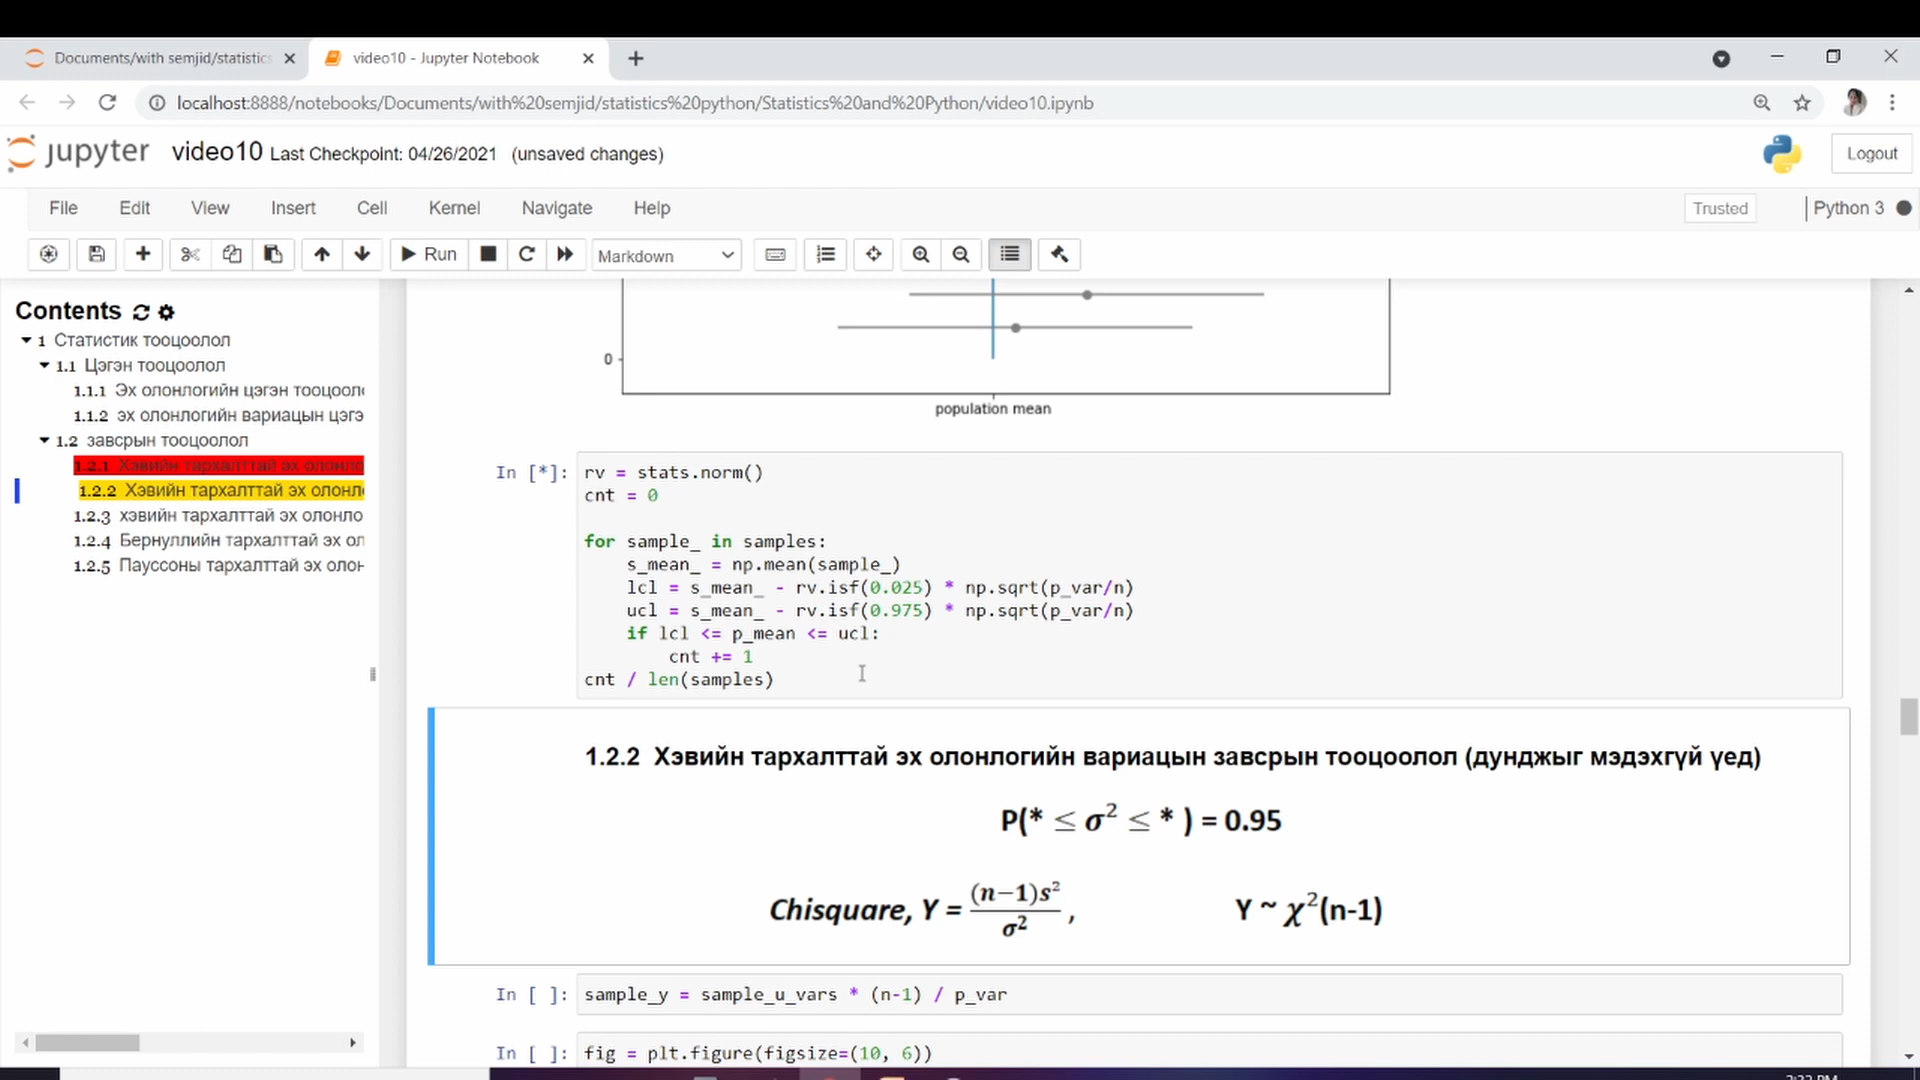 Documents/with semjid/statistics
video10 - Jupyter Notebook
localhost:8888/notebooks/Documents/with%20semjid/statistics%20python/Statistics%20and%20Python/video10.ipynb
jupyter video10 Last Checkpoint: 04/26/2021 (unsaved changes)
Logout
File Edit View Insert Cell Kernel Navigate Help
Trusted
Python 3
Run
Markdown
Contents
1 Статистик тооцоолол
1.1 Цэгэн тооцоолол
1.1.1 Эх олонлогийн цэгэн тооцоол
1.1.2 эх олонлогийн вариацын цэгэ
1.2 завсрын тооцоолол
1.2.1 Хэвийн тархалттай эх олонло
1.2.2 Хэвийн тархалттай эх олонл
1.2.3 хэвийн тархалттай эх олонло
1.2.4 Бернуллийн тархалттай эх ол
1.2.5 Пауссоны тархалттай эх олон
0
population mean
In [*]:
rv = stats.norm()
cnt = 0
for sample_ in samples:
s_mean_ = np.mean(sample_)
lcl = s_mean_ - rv.isf(0.025) * np.sqrt(p_var/n)
ucl = s_mean_ - rv.isf(0.975) * np.sqrt(p_var/n)
if lcl <= p_mean <= ucl:
cnt += 1
cnt / len(samples)
1.2.2 Хэвийн тархалттай эх олонлогийн вариацын завсрын тооцоолол (дунджыг мэдэхгүй үед)
P(* ≤ σ² ≤ * ) = 0.95
Chisquare, Y = (n−1)s² / σ² ,
Y ~ χ²(n-1)
In [ ]: sample_y = sample_u_vars * (n-1) / p_var
In [ ]: fig = plt.figure(figsize=(10, 6))